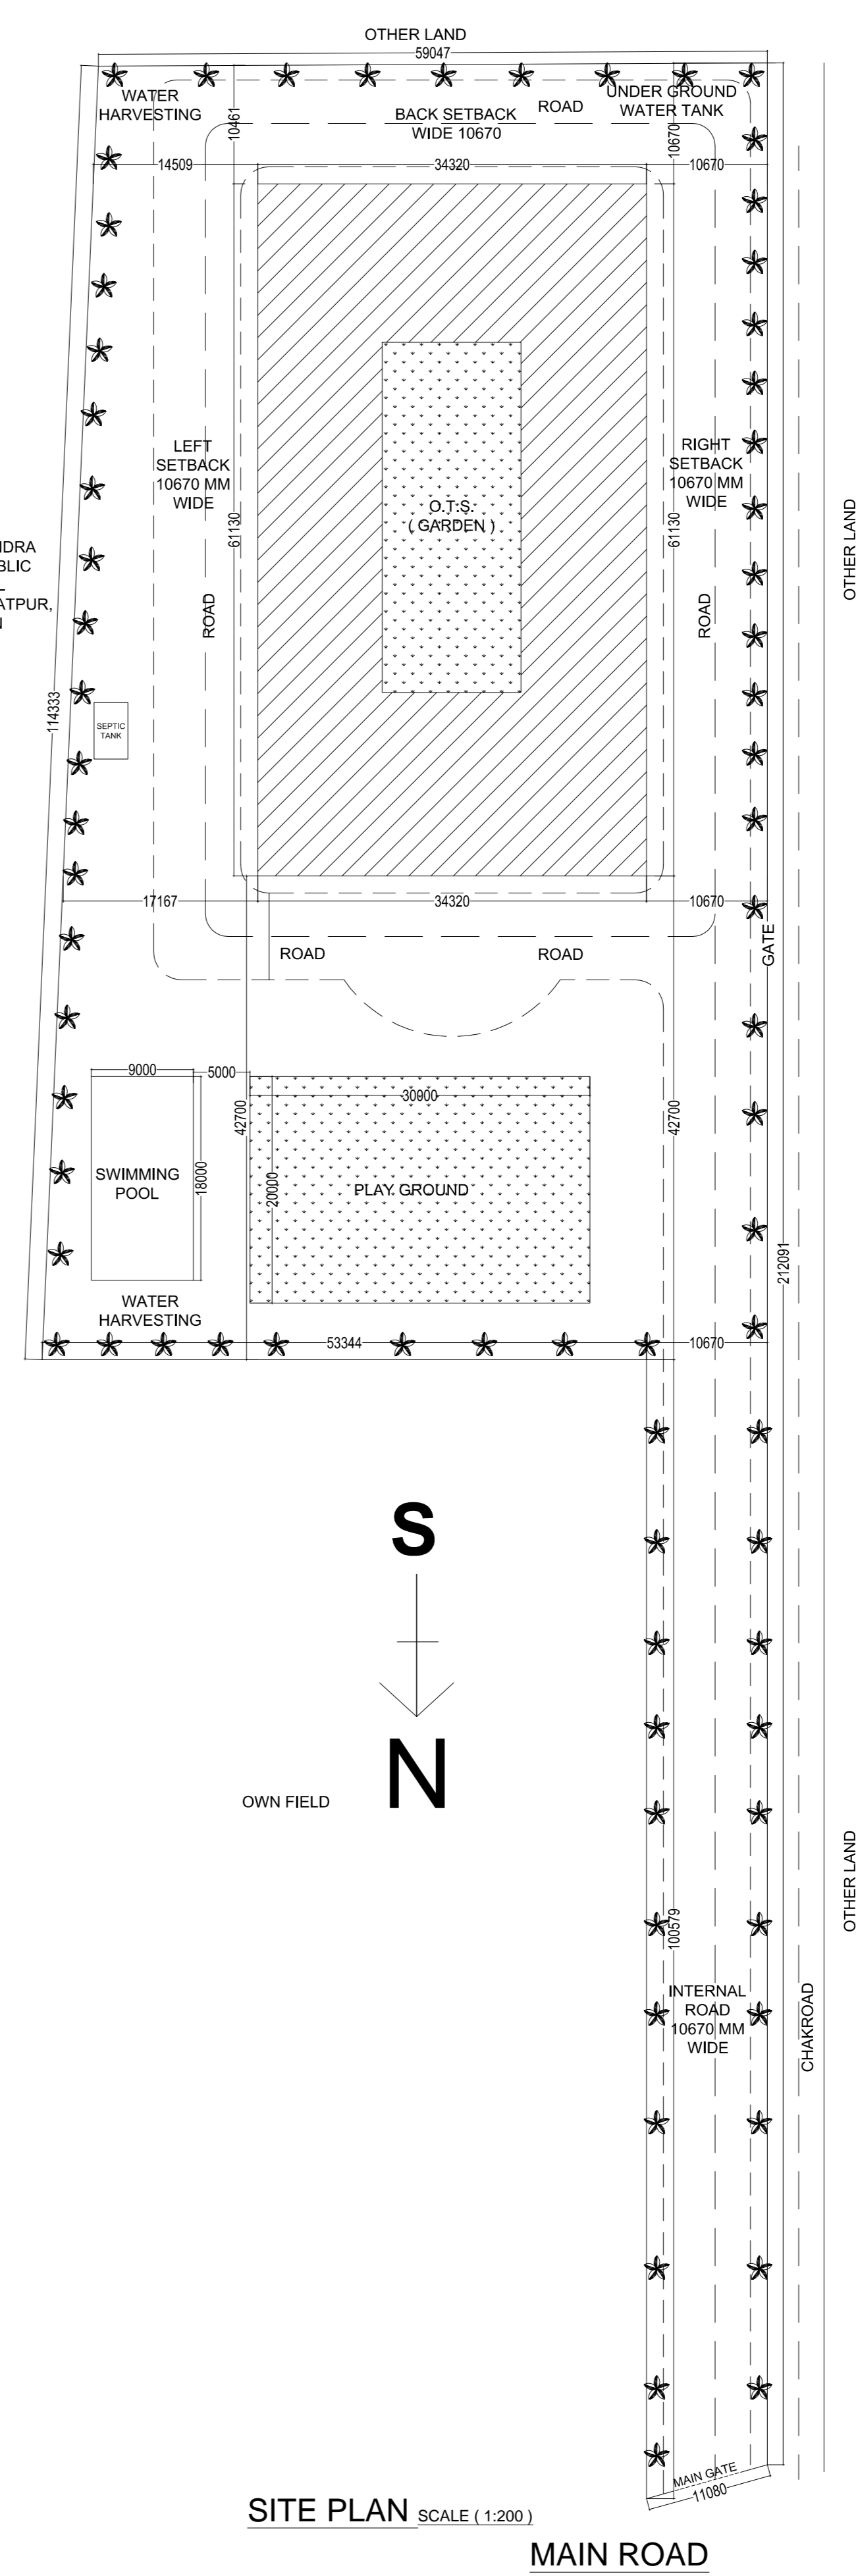 OTHER LAND
59047
WATER
HARVESTING
10461
BACK SETBACK
WIDE 10670
ROAD
UNDER GROUND
WATER TANK
10670
14509
34320
10670
LEFT
SETBACK
10670 MM
WIDE
61130
ROAD
O.T.S.
( GARDEN )
RIGHT
SETBACK
10670 MM
WIDE
61130
ROAD
OTHER LAND
NDRA
BLIC
ATPUR,
N
114333
SEPTIC
TANK
17167
34320
10670
ROAD
ROAD
GATE
9000
5000
30000
42700
42700
SWIMMING
POOL
18000
20000
PLAY GROUND
212091
WATER
HARVESTING
53344
10670
S
N
OWN FIELD
100579
INTERNAL
ROAD
10670 MM
WIDE
CHAKROAD
OTHER LAND
MAIN GATE
11080
SITE PLAN SCALE ( 1:200 )
MAIN ROAD